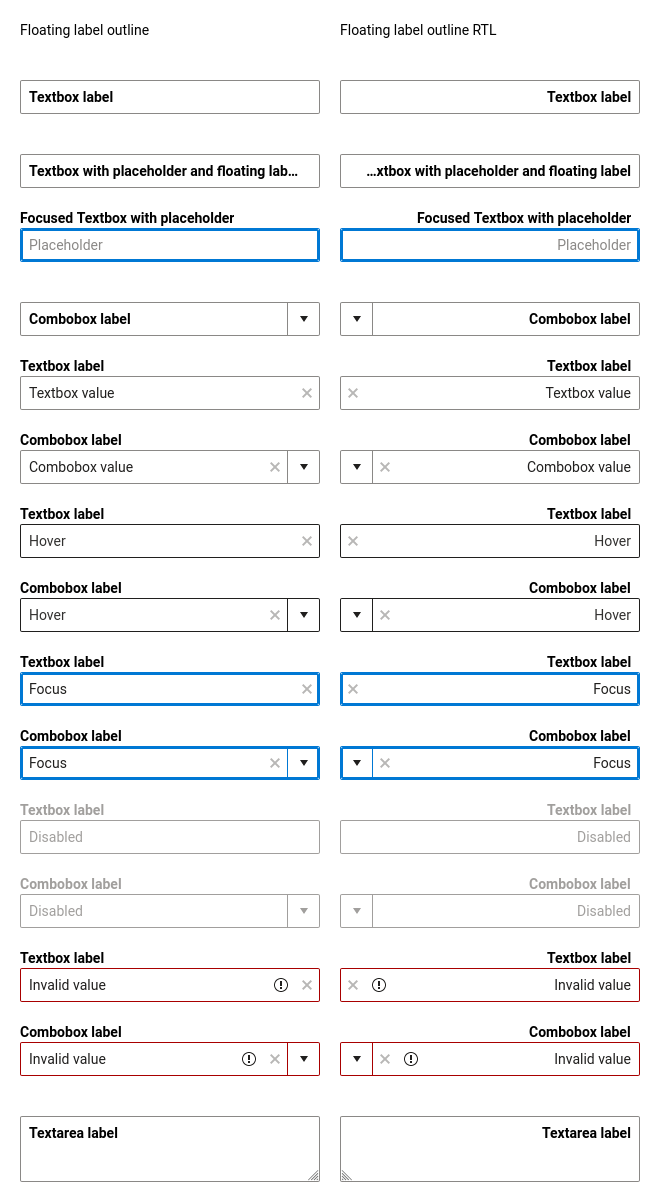 Floating label outline
Floating label outline RTL
Textbox label
Textbox label
Textbox with placeholder and floating lab...
...xtbox with placeholder and floating label
Focused Textbox with placeholder
Focused Textbox with placeholder
Placeholder
Placeholder
Combobox label
Combobox label
Textbox label
Textbox label
Textbox value
Textbox value
Combobox label
Combobox label
Combobox value
Combobox value
Textbox label
Textbox label
Hover
Hover
Combobox label
Combobox label
Hover
Hover
Textbox label
Textbox label
Focus
Focus
Combobox label
Combobox label
Focus
Focus
Textbox label
Textbox label
Disabled
Disabled
Combobox label
Combobox label
Disabled
Disabled
Textbox label
Textbox label
Invalid value
Invalid value
Combobox label
Combobox label
Invalid value
Invalid value
Textarea label
Textarea label